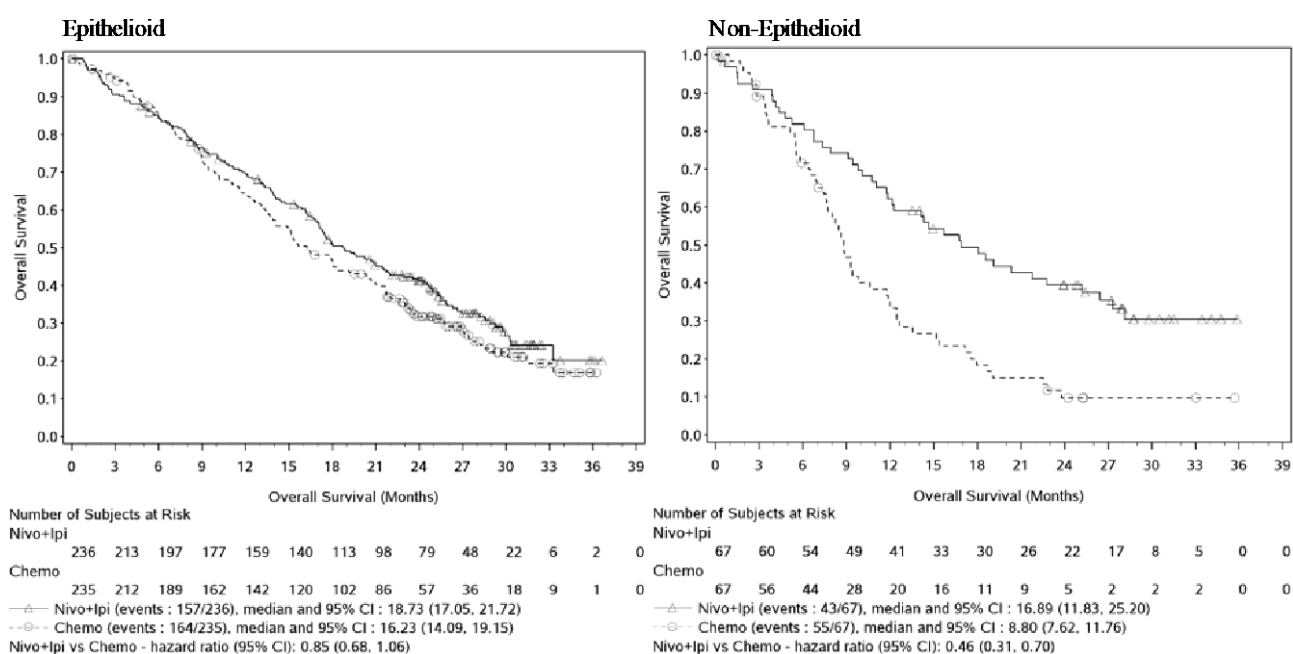 Epithelioid
1.0
0.9
0.8
0.7
0.6
0.5
0.4
0.3
0.2
0.1
0.0
Overall Survival
0 3 6 9 12 15 18 21 24 27 30 33 36 39
Overall Survival (Months)
Number of Subjects at Risk
Nivo+Ipi
236 213 197 177 159 140 113 98 79 48 22 6 2 0
Chemo
235 212 189 162 142 120 102 86 57 36 18 9 1 0
Nivo+Ipi (events : 157/236), median and 95% CI : 18.73 (17.05, 21.72)
Chemo (events : 164/235), median and 95% CI : 16.23 (14.09, 19.15)
Nivo+Ipi vs Chemo - hazard ratio (95% CI): 0.85 (0.68, 1.06)
Non-Epithelioid
1.0
0.9
0.8
0.7
0.6
0.5
0.4
0.3
0.2
0.1
0.0
Overall Survival
0 3 6 9 12 15 18 21 24 27 30 33 36 39
Overall Survival (Months)
Number of Subjects at Risk
Nivo+Ipi
67 60 54 49 41 33 30 26 22 17 8 5 0 0
Chemo
67 56 44 28 20 16 11 9 5 2 2 2 0 0
Nivo+Ipi (events : 43/67), median and 95% CI : 16.89 (11.83, 25.20)
Chemo (events : 55/67), median and 95% CI : 8.80 (7.62, 11.76)
Nivo+Ipi vs Chemo - hazard ratio (95% CI): 0.46 (0.31, 0.70)